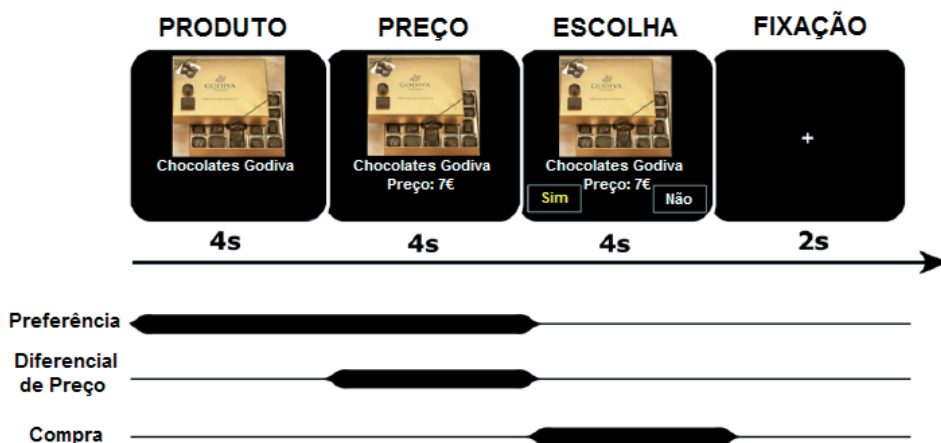 PRODUTO PREÇO ESCOLHA FIXAÇÃO
GODIVA
GODIVA
GODIVA
Chocolates Godiva
Chocolates Godiva
Preço: 7€
Chocolates Godiva
Preço: 7€
Sim
Não
+
4s 4s 4s 2s
Preferência
Diferencial
de Preço
Compra